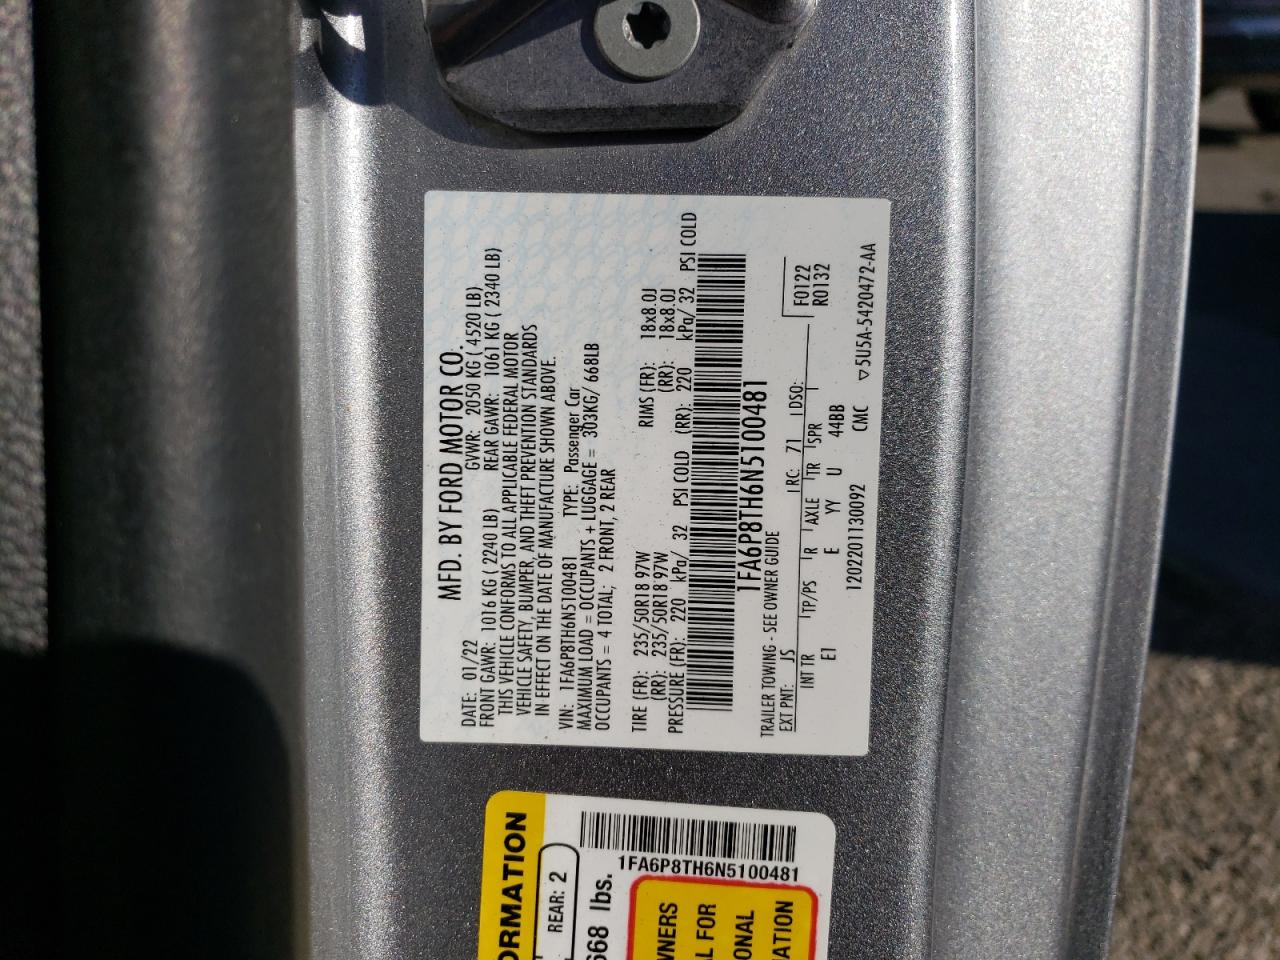 MFD. BY FORD MOTOR CO.
DATE: 01/22 GVWR: 2050 KG ( 4520 LB)
FRONT GAWR: 1016 KG ( 2240 LB) REAR GAWR: 1061 KG ( 2340 LB)
THIS VEHICLE CONFORMS TO ALL APPLICABLE FEDERAL MOTOR
VEHICLE SAFETY, BUMPER, AND THEFT PREVENTION STANDARDS
IN EFFECT ON THE DATE OF MANUFACTURE SHOWN ABOVE.
VIN: 1FA6P8TH6N5100481 TYPE: Passenger Car
MAXIMUM LOAD = OCCUPANTS + LUGGAGE = 303KG/ 668LB
OCCUPANTS = 4 TOTAL; 2 FRONT, 2 REAR
TIRE (FR): 235/50R18 97W RIMS (FR): 18x8.0J
(RR): 235/50R18 97W (RR): 18x8.0J
PRESSURE (FR): 220 kPa/ 32 PSI COLD (RR): 220 kPa/ 32 PSI COLD
1FA6P8TH6N5100481
TRAILER TOWING - SEE OWNER GUIDE
EXT PNT: JS RC: 71 DSO: F0122
R0132
INT TR TP/PS R AXLE TR SPR
E1 E YY U 44BB
120220113092 CMC ▽5U5A-5420472-AA
ORMATION
REAR: 2
668 lbs.
1FA6P8TH6N5100481
WNERS
L FOR
ONAL
ATION